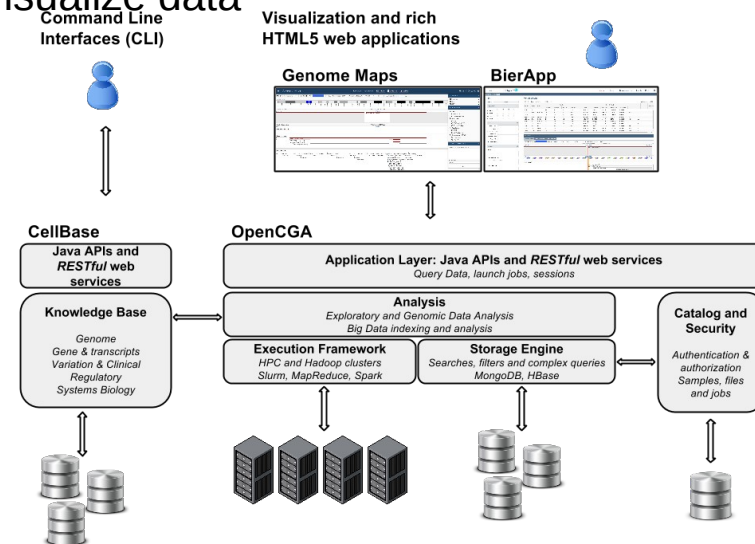 visualize data
Command Line
Interfaces (CLI)
Visualization and rich
HTML5 web applications
Genome Maps
BierApp
CellBase
OpenCGA
Java APIs and
RESTful web
services
Application Layer: Java APIs and RESTful web services
Query Data, launch jobs, sessions
Knowledge Base
Genome
Gene & transcripts
Variation & Clinical
Regulatory
Systems Biology
Analysis
Exploratory and Genomic Data Analysis
Big Data indexing and analysis
Execution Framework
HPC and Hadoop clusters
Slurm, MapReduce, Spark
Storage Engine
Searches, filters and complex queries
MongoDB, HBase
Catalog and
Security
Authentication &
authorization
Samples, files
and jobs